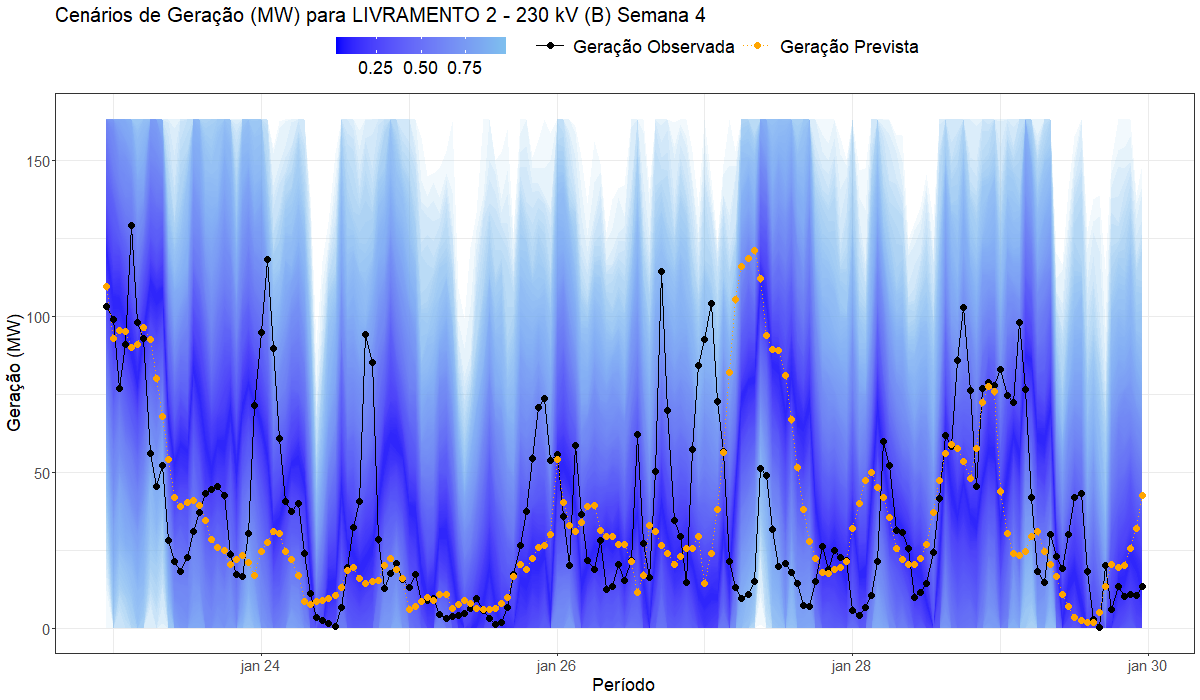 Cenários de Geração (MW) para LIVRAMENTO 2 - 230 kV (B) Semana 4
0.25 0.50 0.75
Geração Observada
Geração Prevista
Geração (MW)
150
100
50
0
jan 24
jan 26
jan 28
jan 30
Período